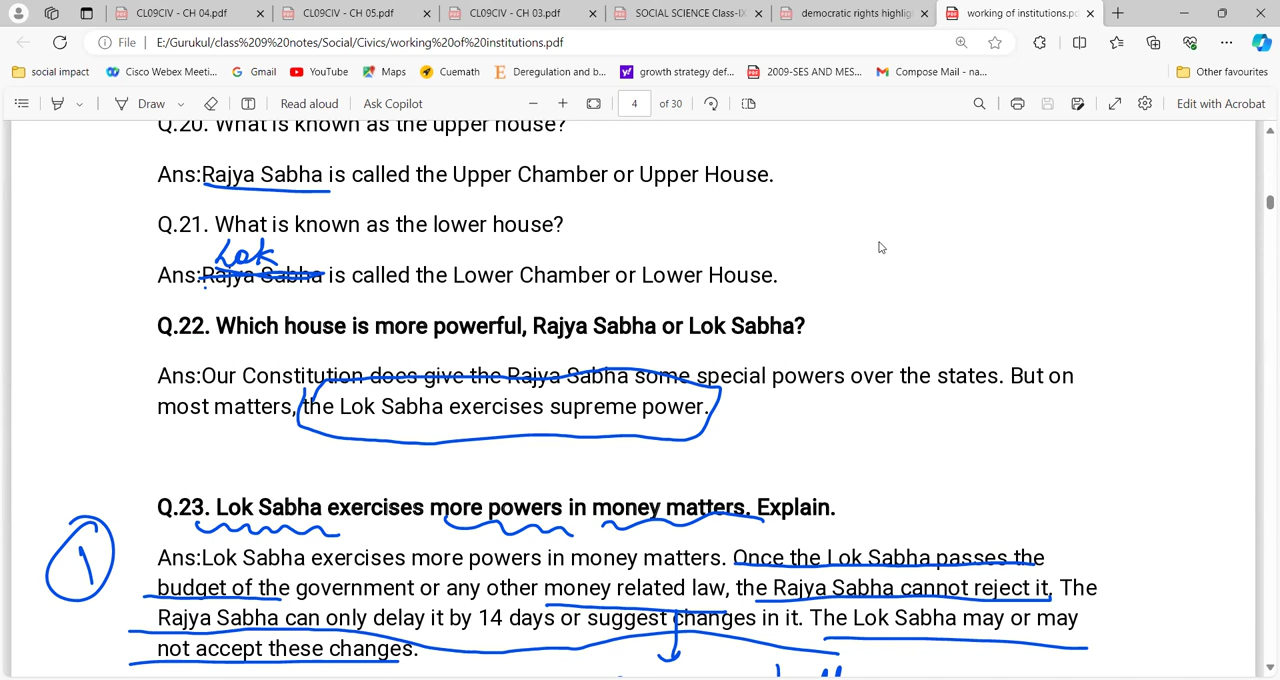 CL09CIV - CH 04.pdf
CL09CIV - CH 05.pdf
CL09CIV - CH 03.pdf
SOCIAL SCIENCE Class-IX
democratic rights highlig
working of institutions.p
File
E:/Gurukul/class%209%20notes/Social/Civics/working%20of%20institutions.pdf
social impact
Cisco Webex Meeti...
Gmail
YouTube
Maps
Cuemath
Deregulation and b...
growth strategy def...
2009-SES AND MES...
Compose Mail - na...
Other favourites
Draw
Read aloud
Ask Copilot
4 of 30
Edit with Acrobat
Q.20. What is known as the upper house?
Ans:Rajya Sabha is called the Upper Chamber or Upper House.
Q.21. What is known as the lower house?
Lok
Ans:Rajya Sabha is called the Lower Chamber or Lower House.
Q.22. Which house is more powerful, Rajya Sabha or Lok Sabha?
Ans:Our Constitution does give the Rajya Sabha some special powers over the states. But on
most matters, the Lok Sabha exercises supreme power.
Q.23. Lok Sabha exercises more powers in money matters. Explain.
1
Ans:Lok Sabha exercises more powers in money matters. Once the Lok Sabha passes the
budget of the government or any other money related law, the Rajya Sabha cannot reject it. The
Rajya Sabha can only delay it by 14 days or suggest changes in it. The Lok Sabha may or may
not accept these changes.